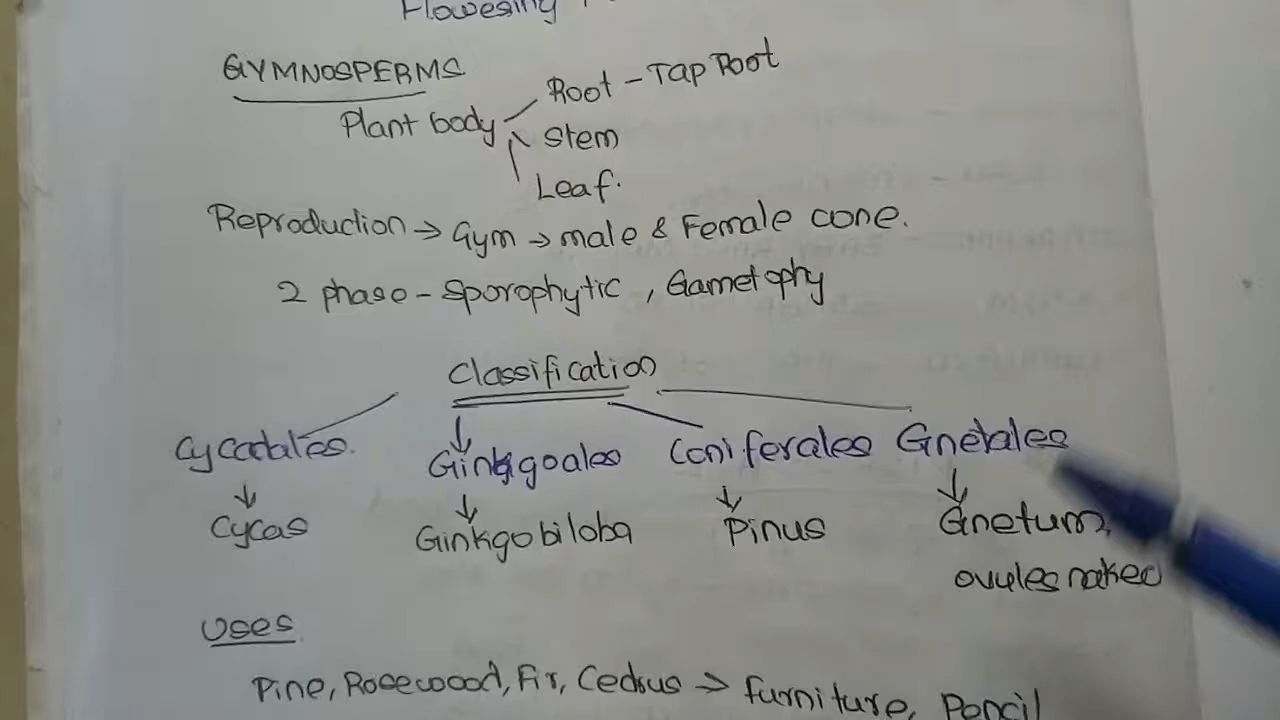 Flowering
GYMNOSPERMS
Plant body
Root - Tap Root
Stem
Leaf.
Reproduction → Gym → male & Female cone.
2 phase - Sporophytic, Gametophy
Classification
Cycadales.
Ginkgoales
Coniferales
Gnetales
Cycas
Ginkgobiloba
Pinus
Gnetum,
ovules naked
Uses
Pine, Rosewood, Fir, Cedrus → furniture, Pencil